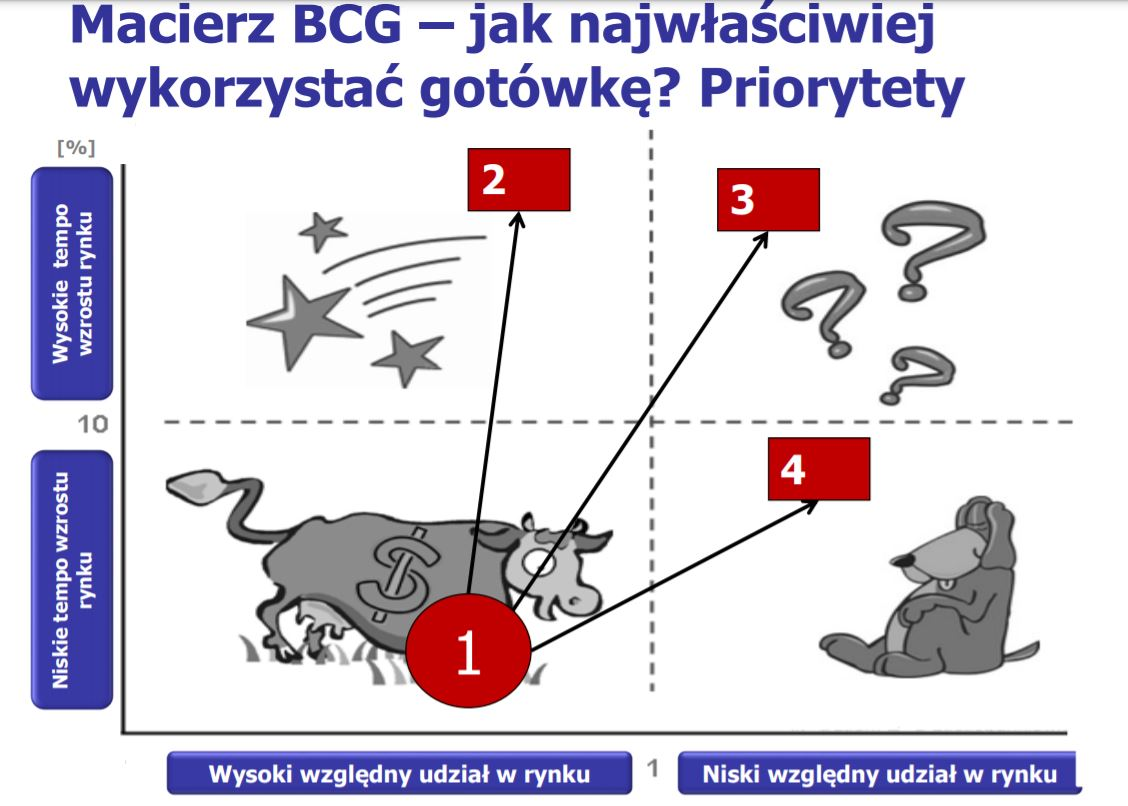 Macierz BCG – jak najwłaściwiej
wykorzystać gotówkę? Priorytety
[%]
Wysokie tempo
wzrostu rynku
2
3
10
Niskie tempo wzrostu
rynku
$
4
1
Wysoki względny udział w rynku
1
Niski względny udział w rynku